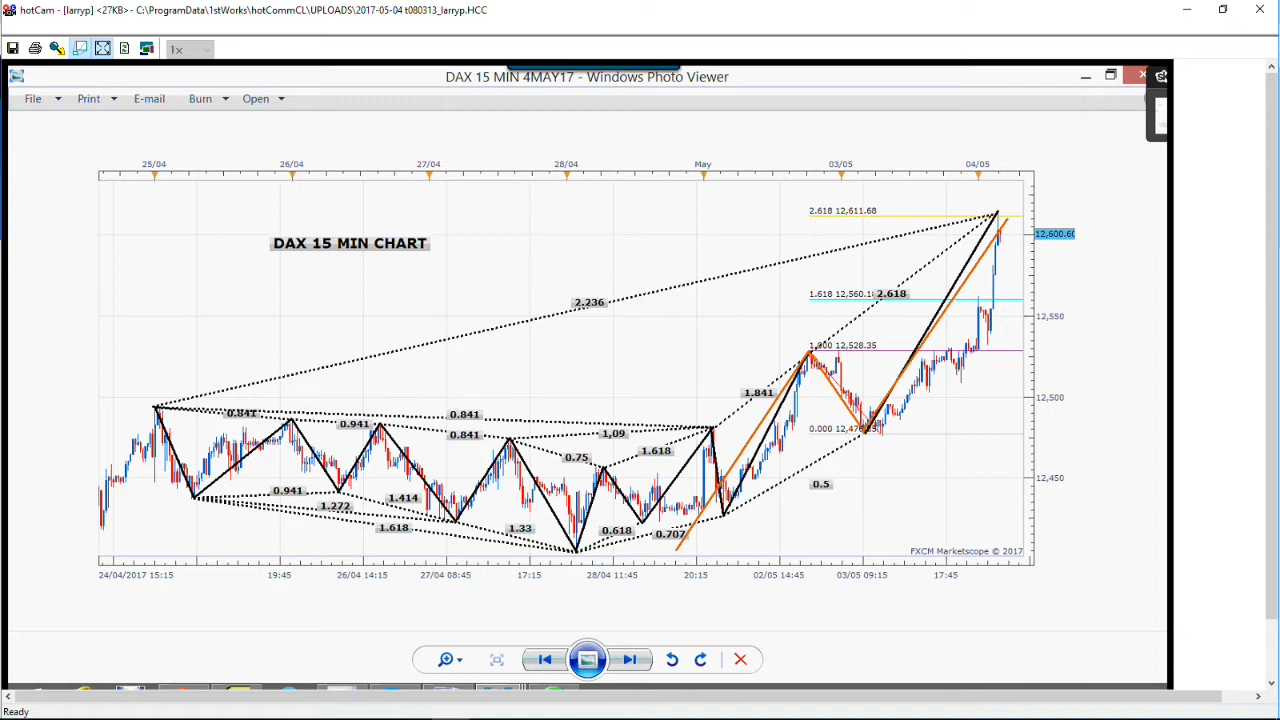 hotCam - [larryp] <27KB> - C:\ProgramData\1stWorks\hotCommCL\UPLOADS\2017-05-04 t080313_larryp.HCC
1x
DAX 15 MIN 4MAY17 - Windows Photo Viewer
File Print E-mail Burn Open
25/04 26/04 27/04 28/04 May 03/05 04/05
2.618 12,611.68
12,600.60
DAX 15 MIN CHART
2.618
1.618 12,560.1
2.236
12,550
1.000 12,528.35
1.841
12,500
0.841
0.841
0.941
0.841
1,09
0.000 12,476.
1.618
0.75
12,450
0.5
0.941
1.414
1.272
1.618
1.33
0.618
0.707
FXCM Marketscope © 2017
24/04/2017 15:15 19:45 26/04 14:15 27/04 08:45 17:15 28/04 11:45 20:15 02/05 14:45 03/05 09:15 17:45
Ready